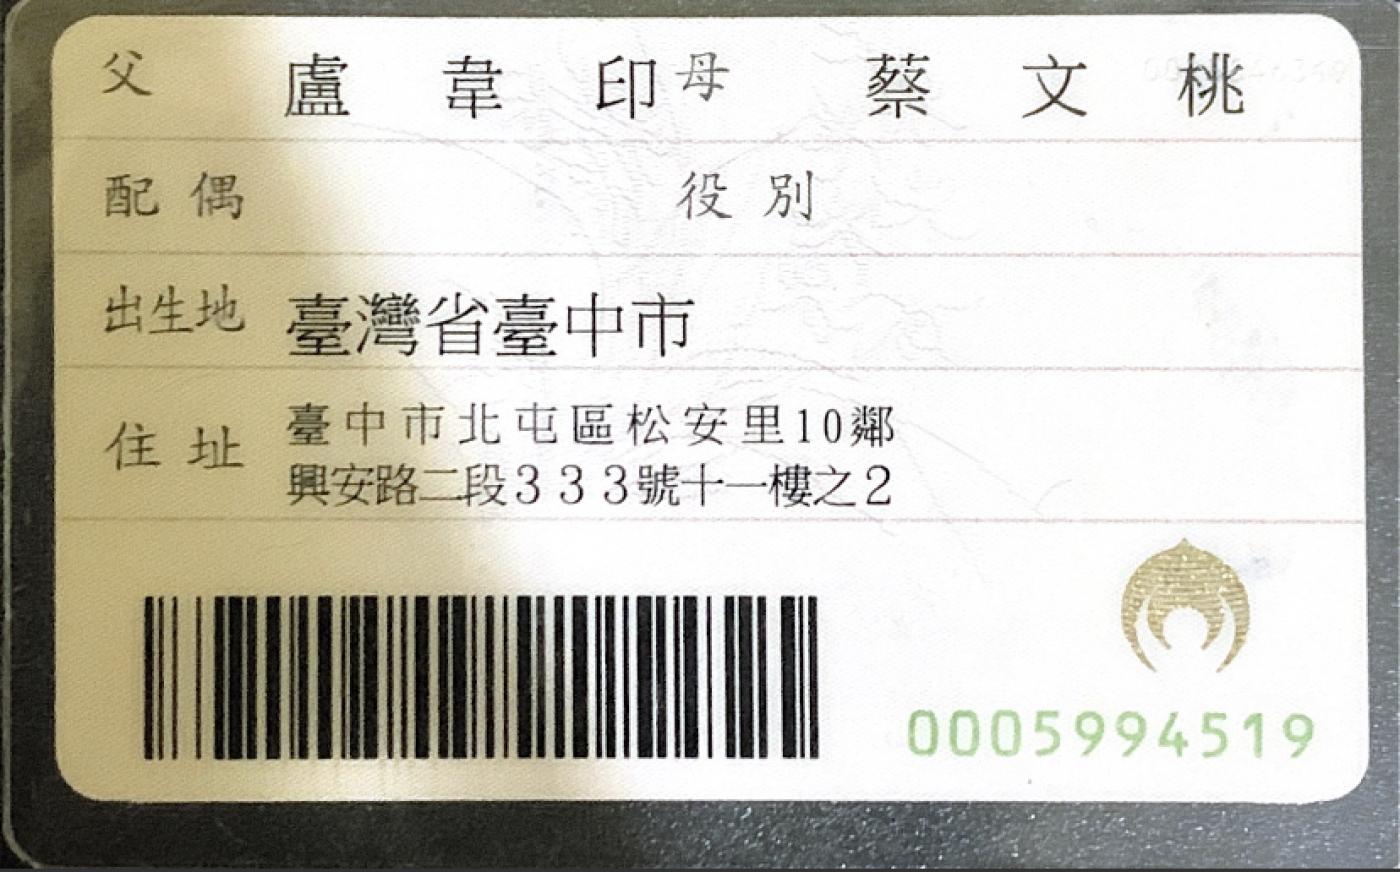 父 盧韋印 母 蔡文桃
配偶 役別
出生地 臺灣省臺中市
住址 臺中市北屯區松安里10鄰
興安路二段333號十一樓之2
0005994519